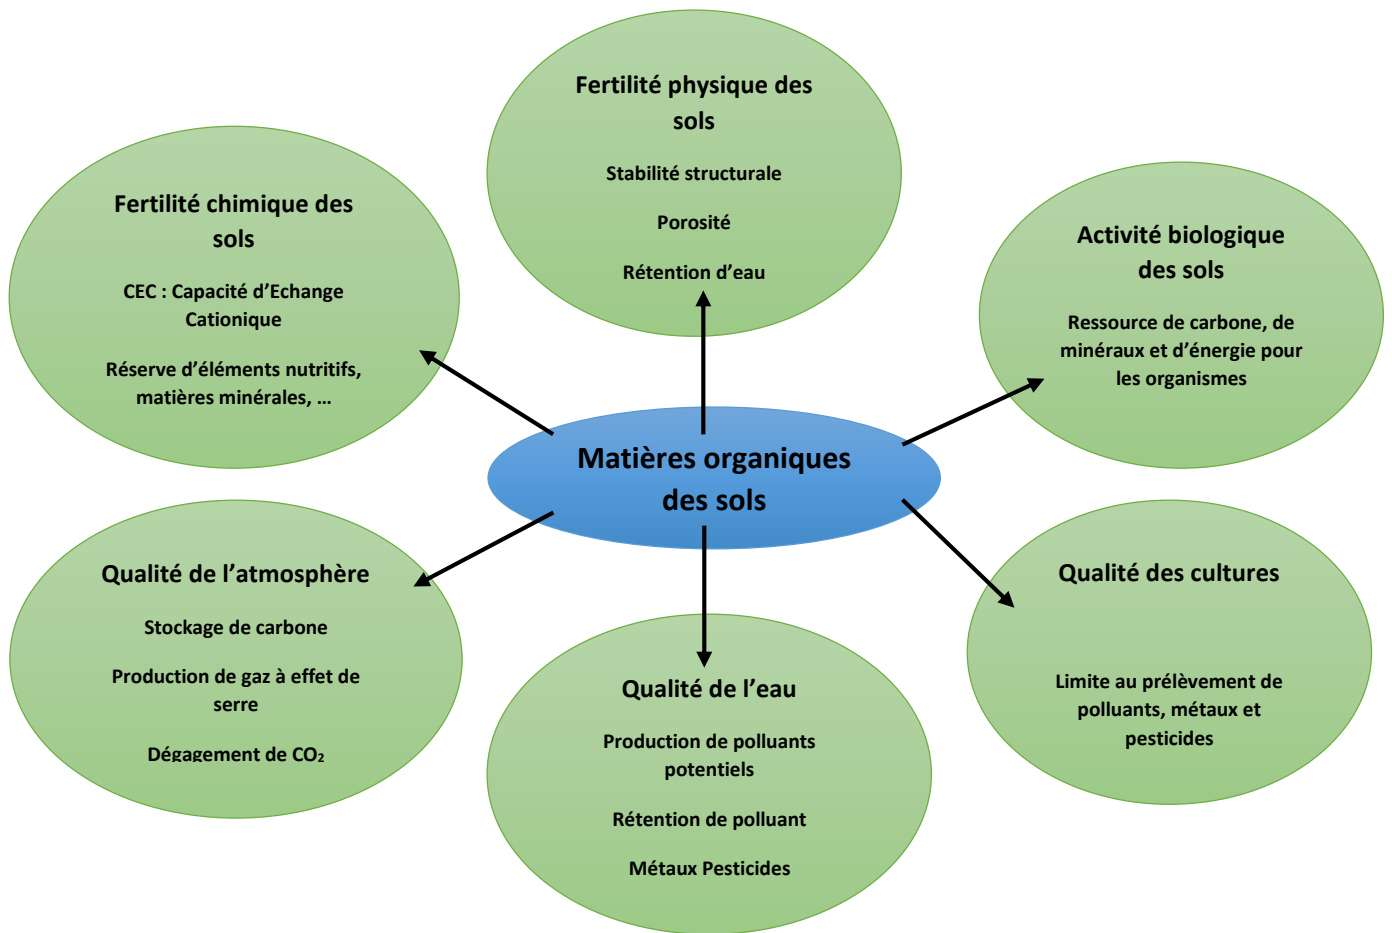 Fertilité physique des
sols
Stabilité structurale
Porosité
Rétention d’eau
Fertilité chimique des
sols
CEC : Capacité d’Echange
Cationique
Réserve d’éléments nutritifs,
matières minérales, …
Activité biologique
des sols
Ressource de carbone, de
minéraux et d’énergie pour
les organismes
Matières organiques
des sols
Qualité de l’atmosphère
Stockage de carbone
Production de gaz à effet de
serre
Dégagement de CO₂
Qualité de l’eau
Production de polluants
potentiels
Rétention de polluant
Métaux Pesticides
Qualité des cultures
Limite au prélèvement de
polluants, métaux et
pesticides